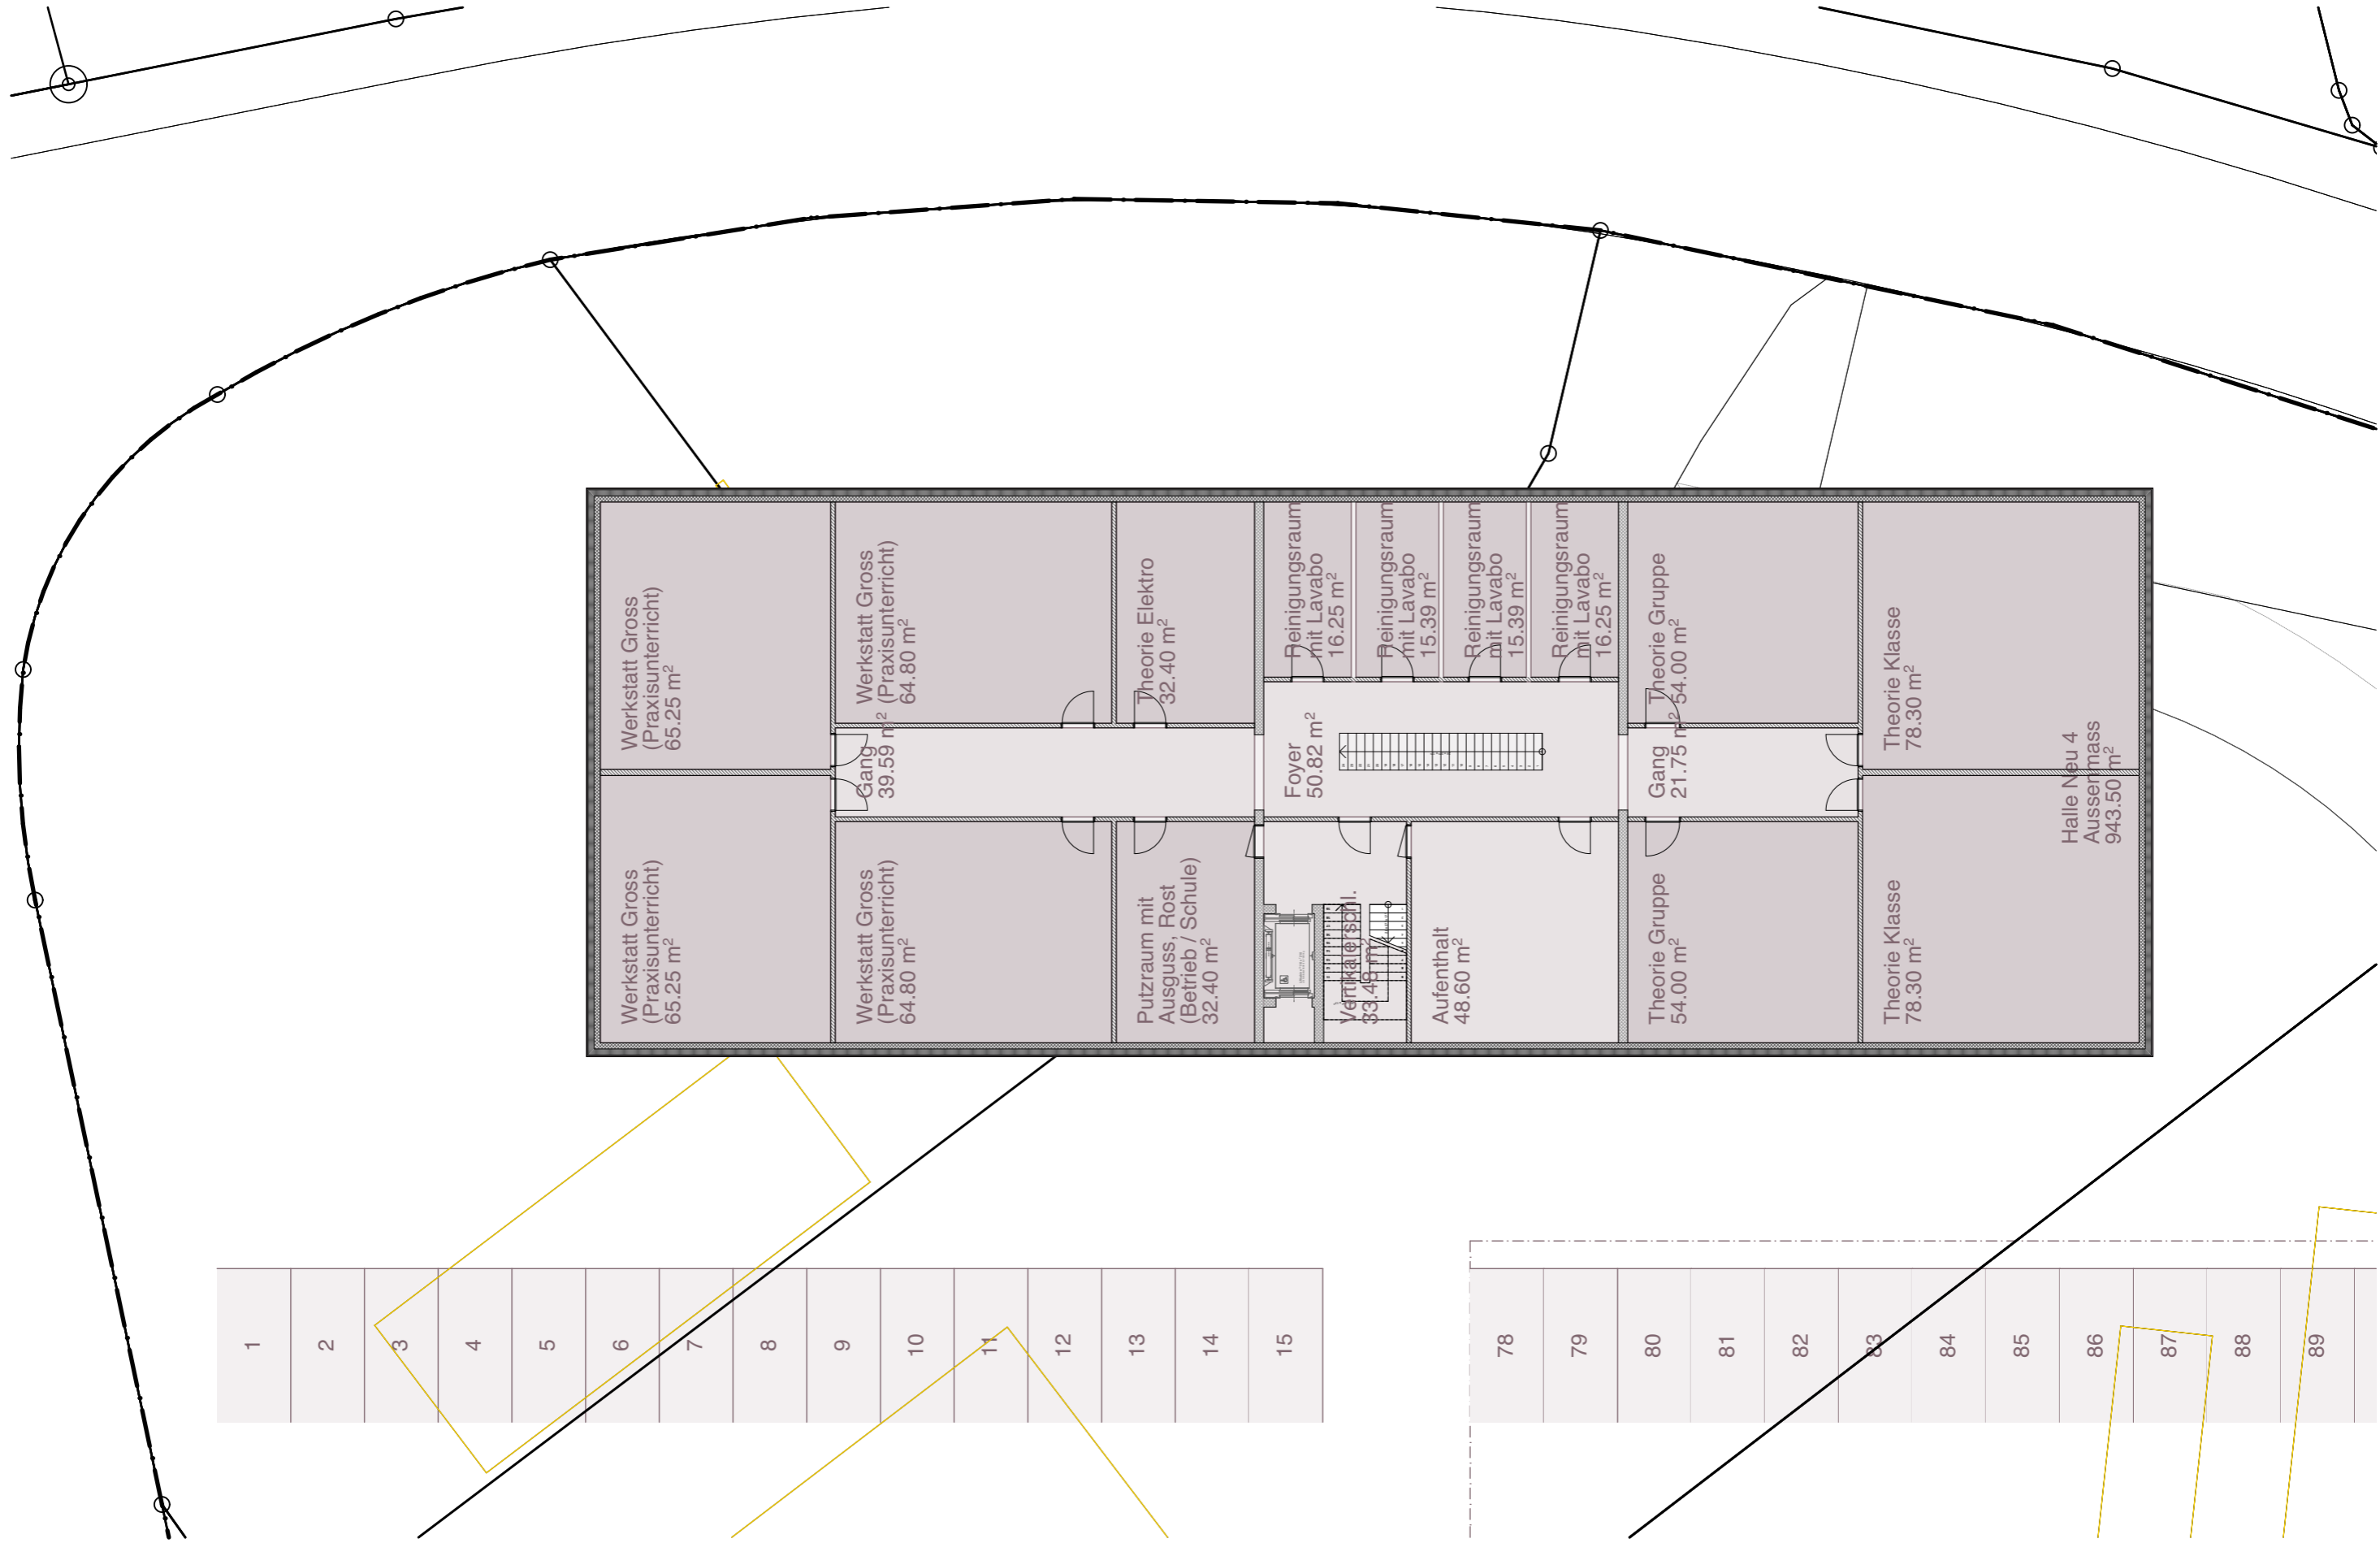 Werkstatt Gross
(Praxisunterricht)
65.25 m²
Werkstatt Gross
(Praxisunterricht)
64.80 m²
Theorie Elektro
32.40 m²
Reinigungsraum
mit Lavabo
16.25 m²
Reinigungsraum
mit Lavabo
15.39 m²
Reinigungsraum
mit Lavabo
15.39 m²
Reinigungsraum
mit Lavabo
16.25 m²
Theorie Gruppe
54.00 m²
Theorie Klasse
78.30 m²
Gang
39.59 m²
Foyer
50.82 m²
Gang
21.75 m²
Halle Neu 4
Aussenmass
943.50 m²
Werkstatt Gross
(Praxisunterricht)
65.25 m²
Werkstatt Gross
(Praxisunterricht)
64.80 m²
Putzraum mit
Ausguss, Rost
(Betrieb / Schule)
32.40 m²
Vertikalerschl.
33.48 m²
Aufenthalt
48.60 m²
Theorie Gruppe
54.00 m²
Theorie Klasse
78.30 m²
1
2
3
4
5
6
7
8
9
10
11
12
13
14
15
78
79
80
81
82
83
84
85
86
87
88
89